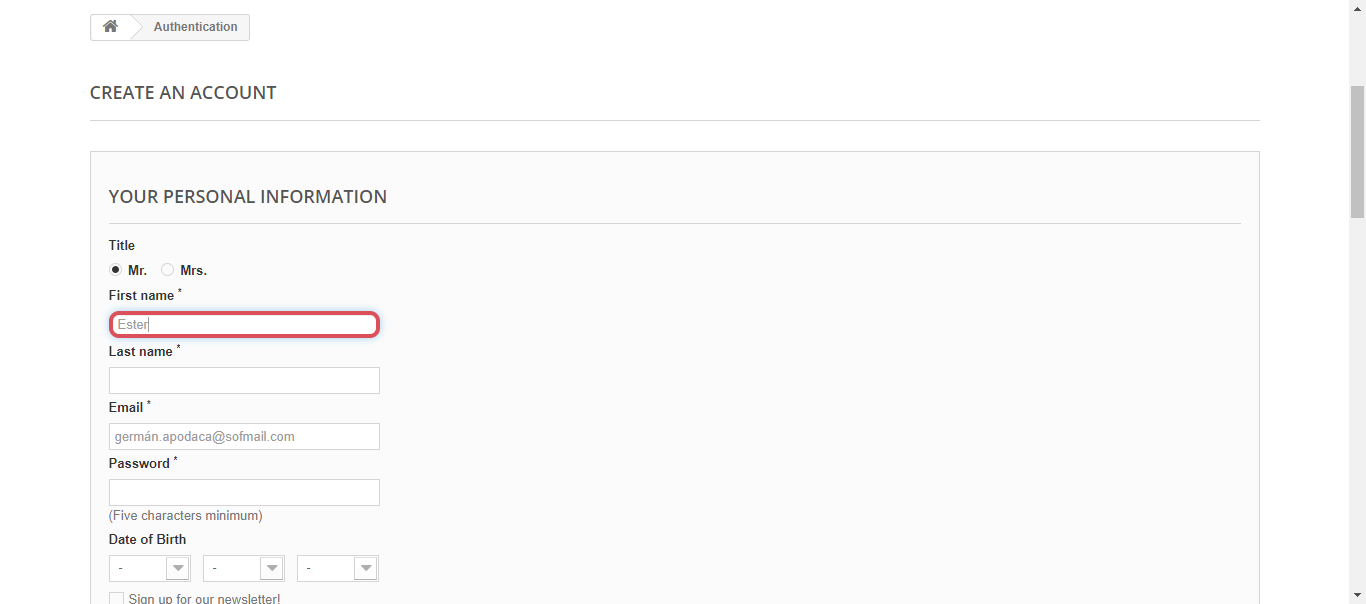 Authentication
CREATE AN ACCOUNT
YOUR PERSONAL INFORMATION
Title
Mr. Mrs.
First name *
Ester
Last name *
Email *
germán.apodaca@sofmail.com
Password *
(Five characters minimum)
Date of Birth
- - -
Sign up for our newsletter!